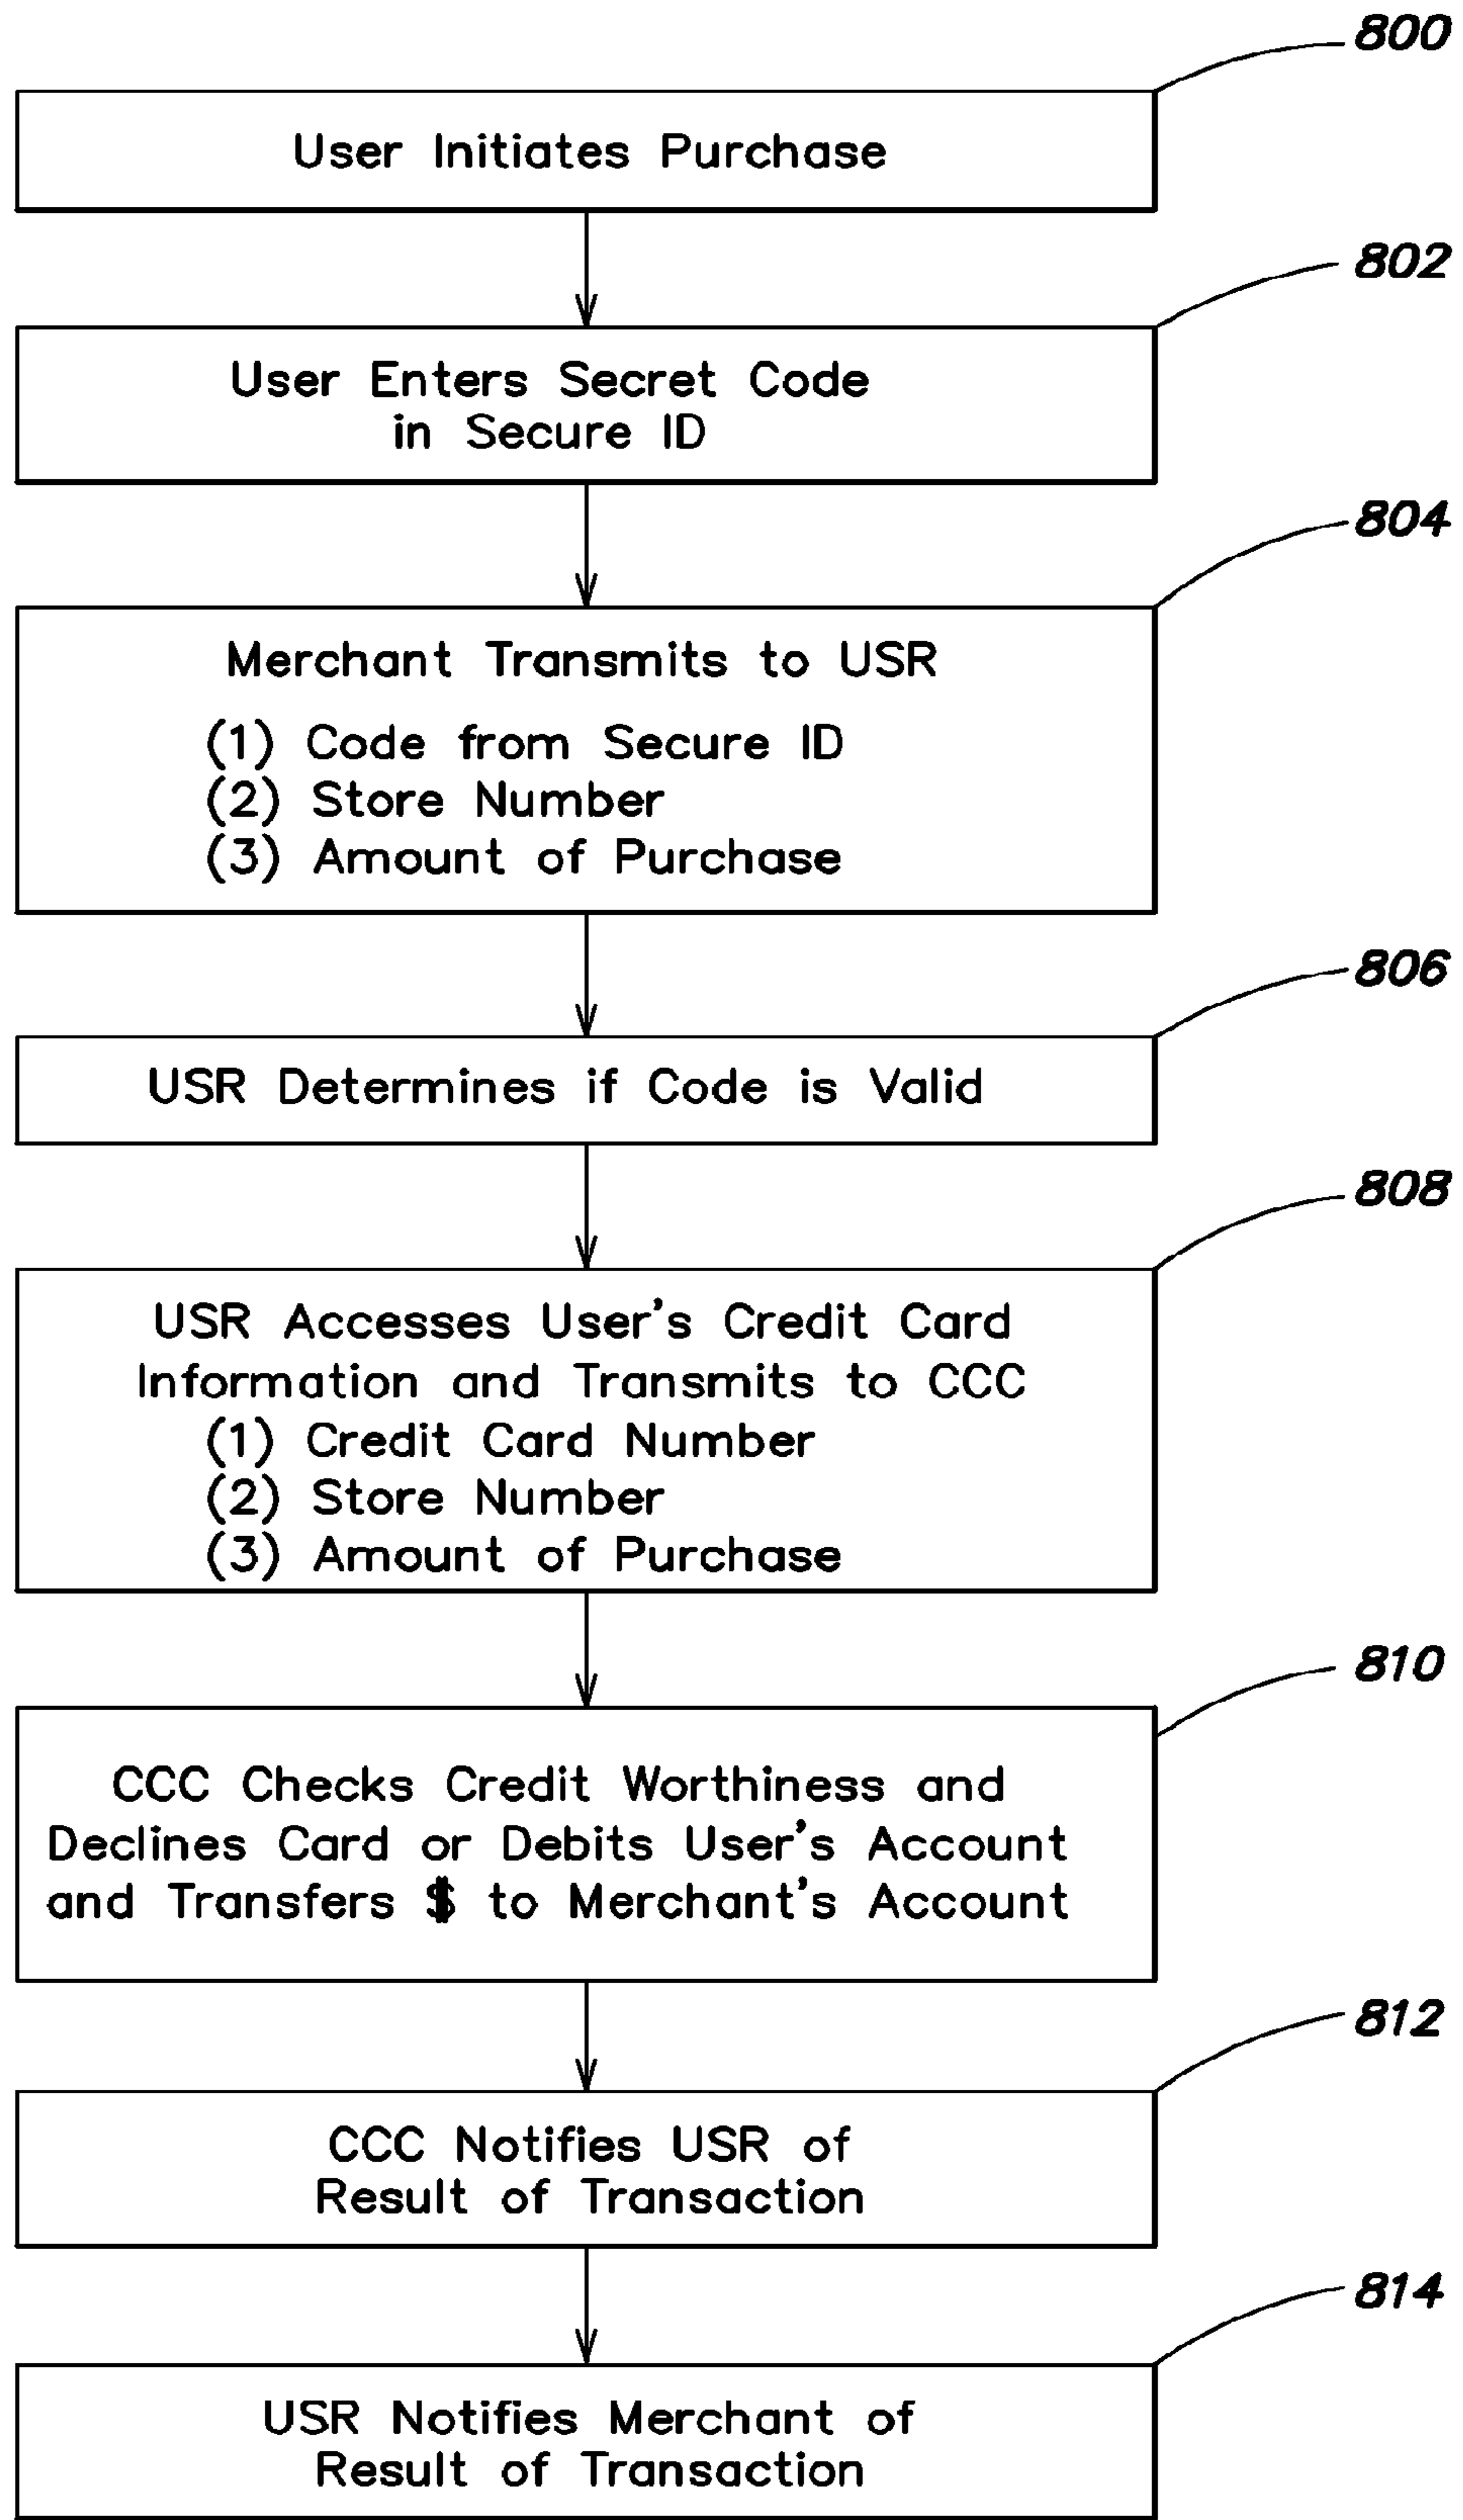 800
User Initiates Purchase
802
User Enters Secret Code
in Secure ID
804
Merchant Transmits to USR
(1) Code from Secure ID
(2) Store Number
(3) Amount of Purchase
806
USR Determines if Code is Valid
808
USR Accesses User's Credit Card
Information and Transmits to CCC
(1) Credit Card Number
(2) Store Number
(3) Amount of Purchase
810
CCC Checks Credit Worthiness and
Declines Card or Debits User's Account
and Transfers $ to Merchant's Account
812
CCC Notifies USR of
Result of Transaction
814
USR Notifies Merchant of
Result of Transaction